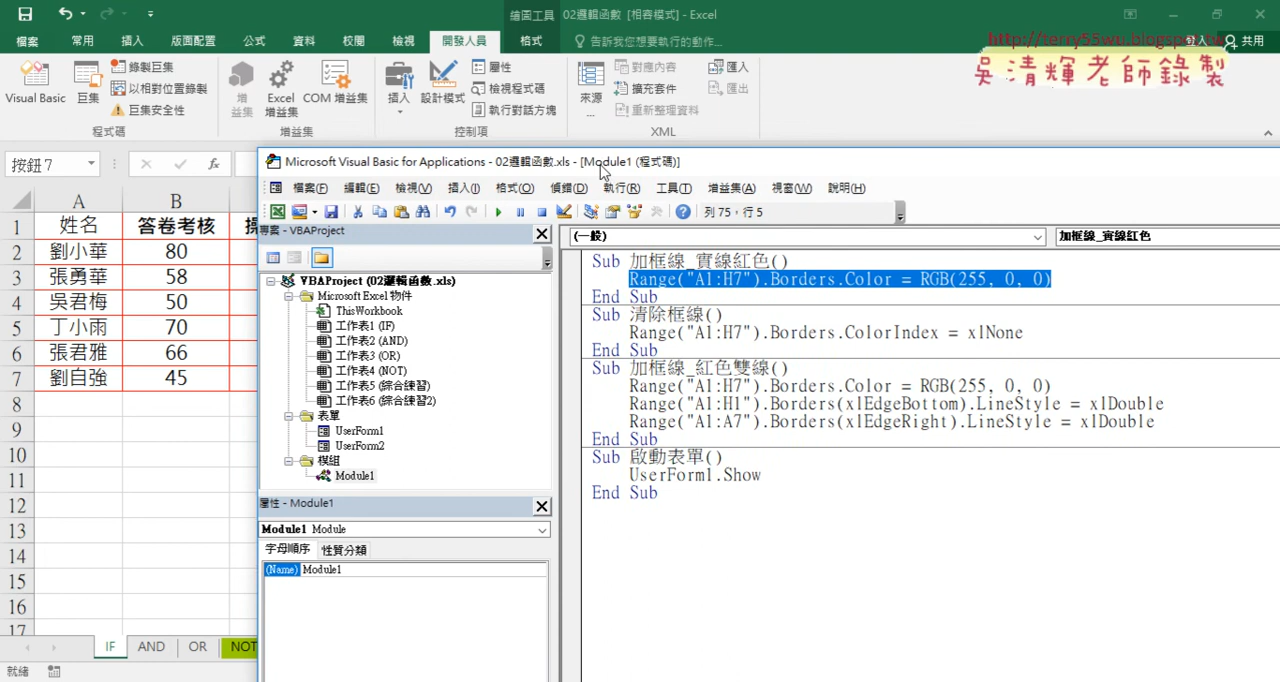 繪圖工具 02邏輯函數 [相容模式] - Excel
檔案 常用 插入 版面配置 公式 資料 校閱 檢視 開發人員 格式 告訴我您想要執行的動作... 登入 共用
http://terry55wu.blogspot.tw
吳清輝老師錄製
Visual Basic 巨集 錄製巨集 以相對位置錄製 巨集安全性 程式碼
增益集 Excel 增益集 COM 增益集 增益集
插入 設計模式 屬性 檢視程式碼 執行對話方塊 控制項
來源... 對應內容 擴充套件 重新整理資料 匯入 匯出 XML
按鈕 7 fx
A B
1 姓名 答卷考核
2 劉小華 80
3 張勇華 58
4 吳君梅 50
5 丁小雨 70
6 張君雅 66
7 劉自強 45
8
9
10
11
12
13
14
15
16
17
IF AND OR NOT
就緒
Microsoft Visual Basic for Applications - 02邏輯函數.xls - [Module1 (程式碼)]
檔案(F) 編輯(E) 檢視(V) 插入(I) 格式(O) 偵錯(D) 執行(R) 工具(T) 增益集(A) 視窗(W) 說明(H)
列 75，行 5
專案 - VBAProject
VBAProject (02邏輯函數.xls)
Microsoft Excel 物件
ThisWorkbook
工作表1 (IF)
工作表2 (AND)
工作表3 (OR)
工作表4 (NOT)
工作表5 (綜合練習)
工作表6 (綜合練習2)
表單
UserForm1
UserForm2
模組
Module1
屬性 - Module1
Module1 Module
字母順序 性質分類
(Name) Module1
(一般) 加框線_實線紅色
Sub 加框線_實線紅色()
Range("A1:H7").Borders.Color = RGB(255, 0, 0)
End Sub
Sub 清除框線()
Range("A1:H7").Borders.ColorIndex = xlNone
End Sub
Sub 加框線_紅色雙線()
Range("A1:H7").Borders.Color = RGB(255, 0, 0)
Range("A1:H1").Borders(xlEdgeBottom).LineStyle = xlDouble
Range("A1:A7").Borders(xlEdgeRight).LineStyle = xlDouble
End Sub
Sub 啟動表單()
UserForm1.Show
End Sub